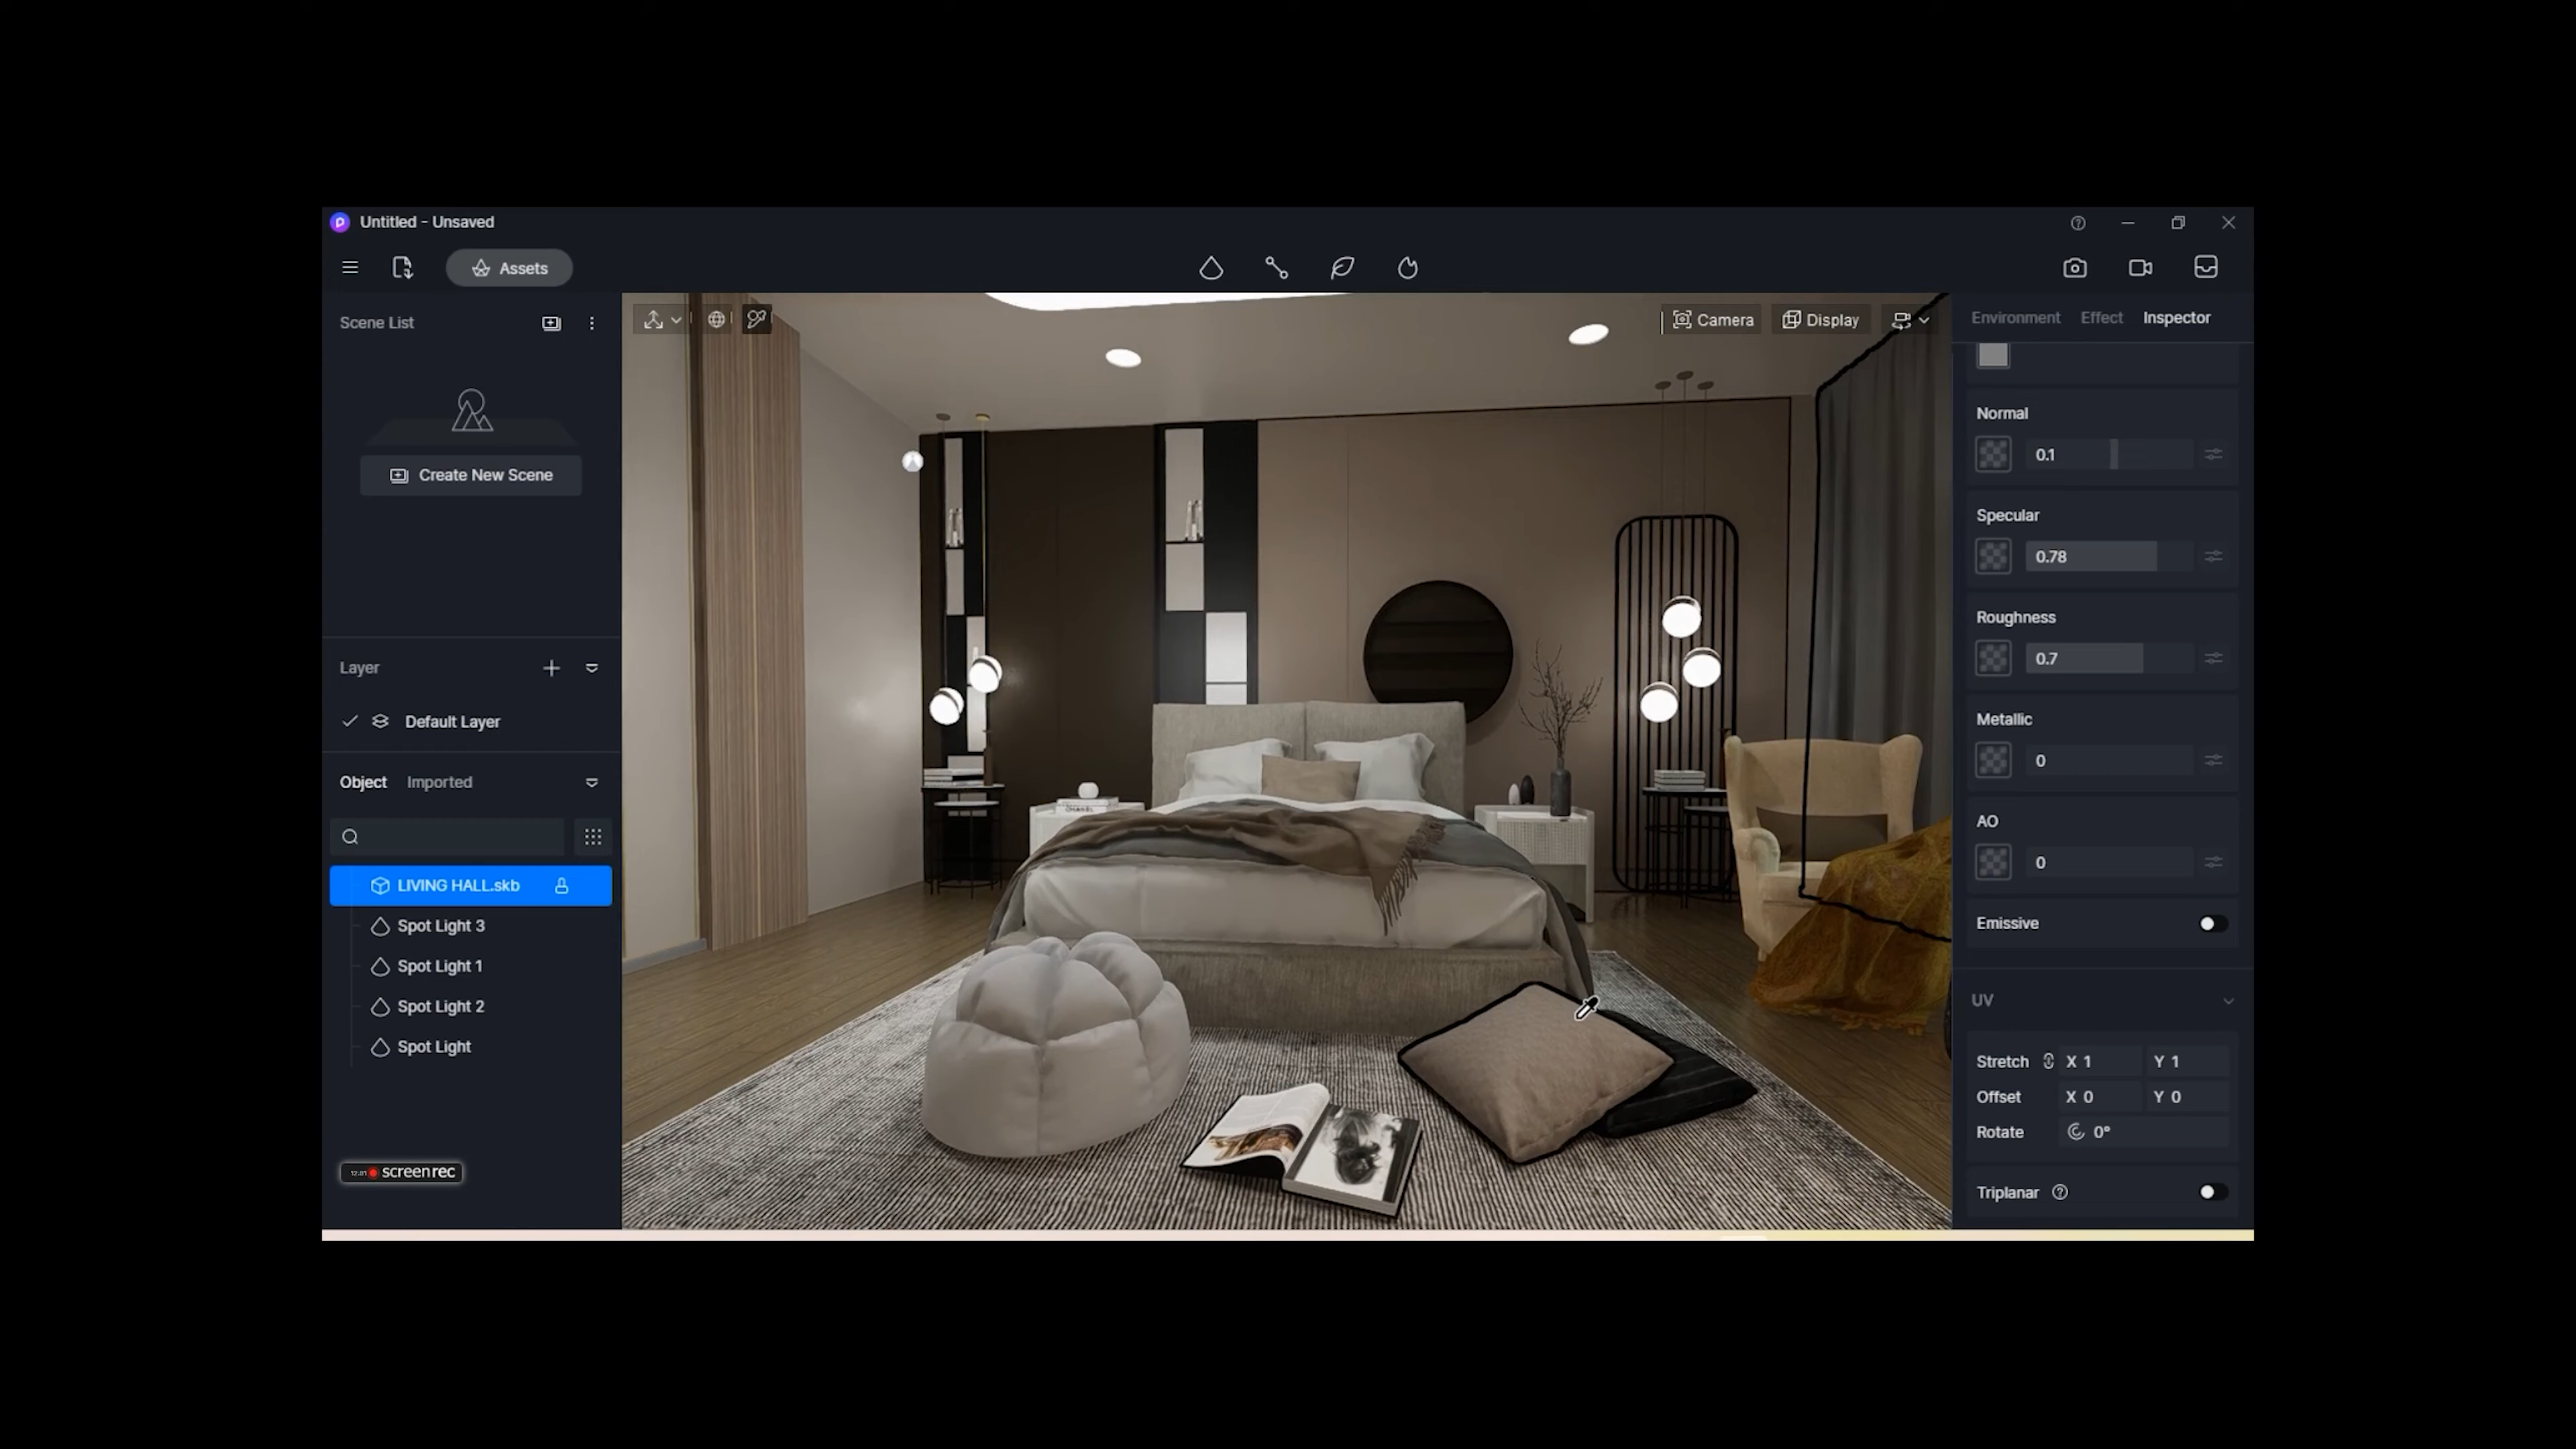 Untitled - Unsaved
Assets
Scene List
Create New Scene
Layer
Default Layer
Object Imported
LIVING HALL.skb
Spot Light 3
Spot Light 1
Spot Light 2
Spot Light
screenrec
Camera Display
CHANEL
Environment Effect Inspector
Normal
0.1
Specular
0.78
Roughness
0.7
Metallic
0
AO
0
Emissive
UV
Stretch X 1 Y 1
Offset X 0 Y 0
Rotate 0°
Triplanar